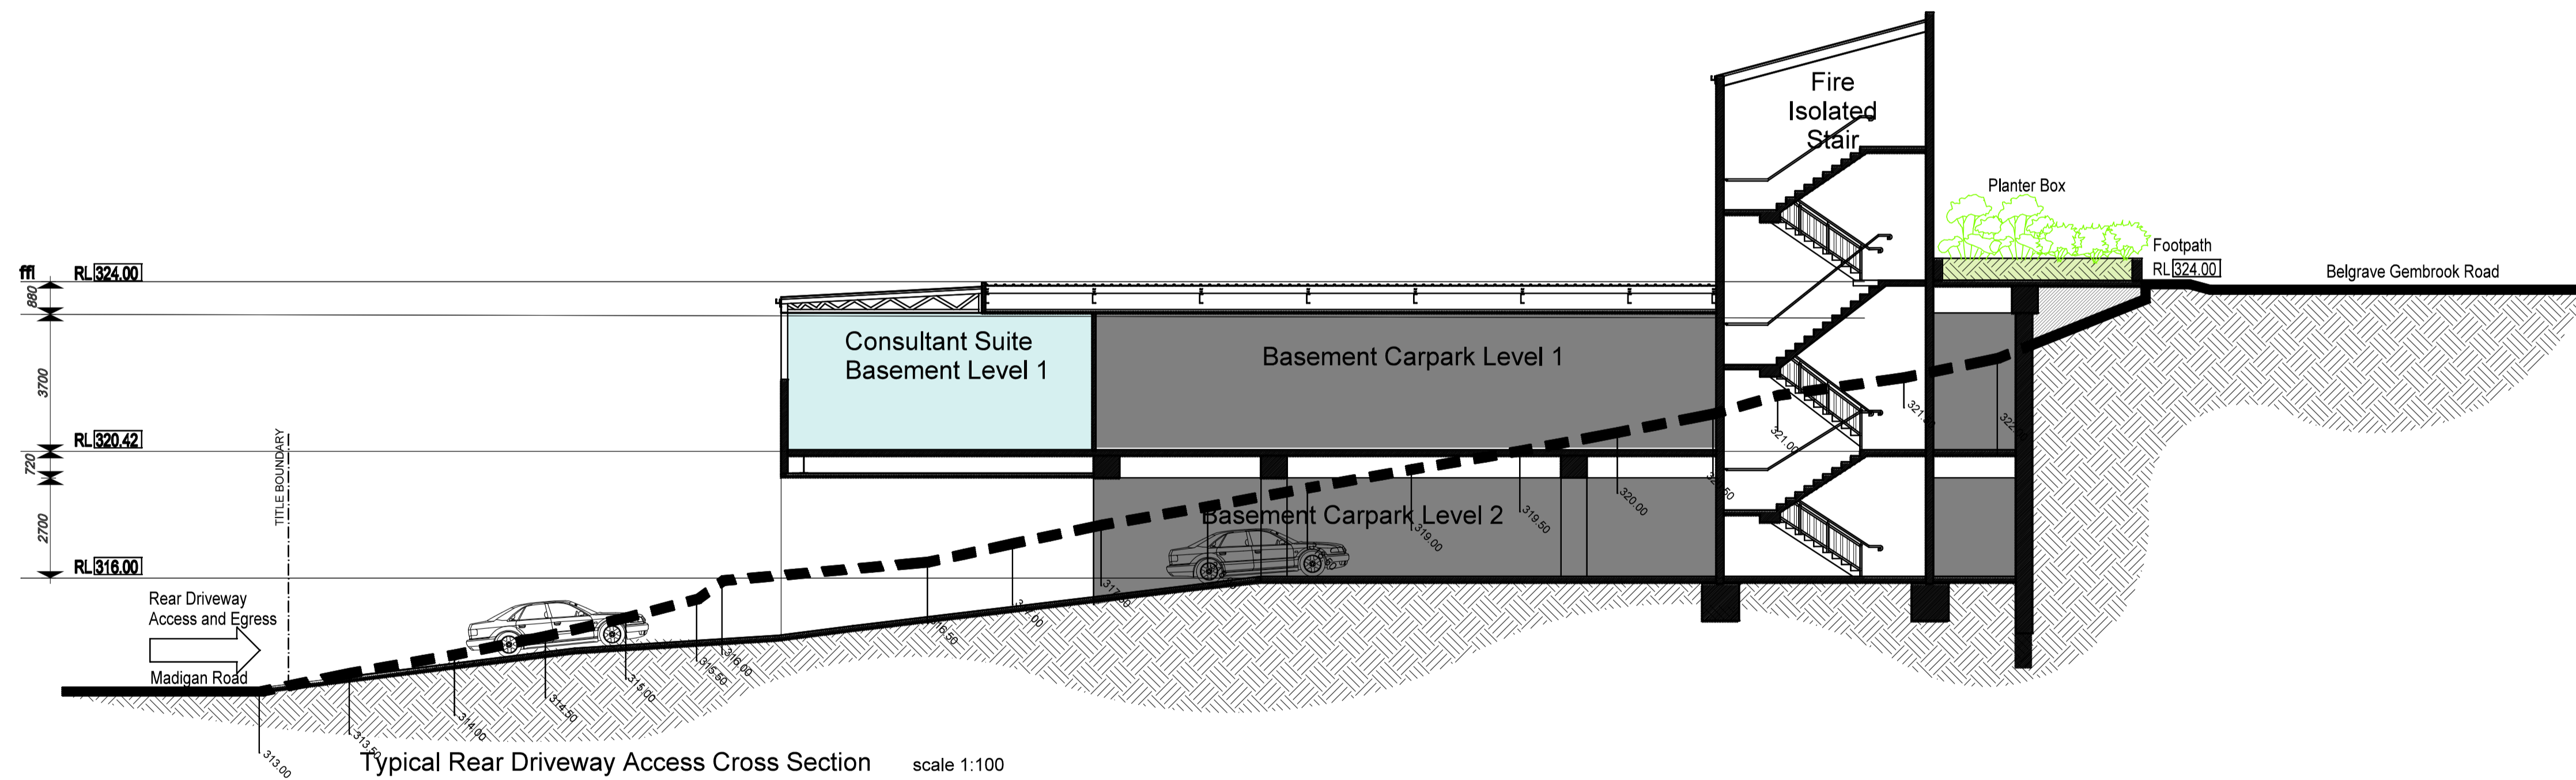 Fire
Isolated
Stair
Planter Box
Footpath
RL 324.00
Belgrave Gembrook Road
ffl
RL 324.00
880
Consultant Suite
Basement Level 1
Basement Carpark Level 1
3700
RL 320.42
720
TITLE BOUNDARY
2700
Basement Carpark Level 2
RL 316.00
Rear Driveway
Access and Egress
Madigan Road
313.00
313.50
314.00
314.50
315.00
315.50
316.00
316.50
317.00
317.50
319.00
319.50
320.00
321.00
Typical Rear Driveway Access Cross Section
scale 1:100